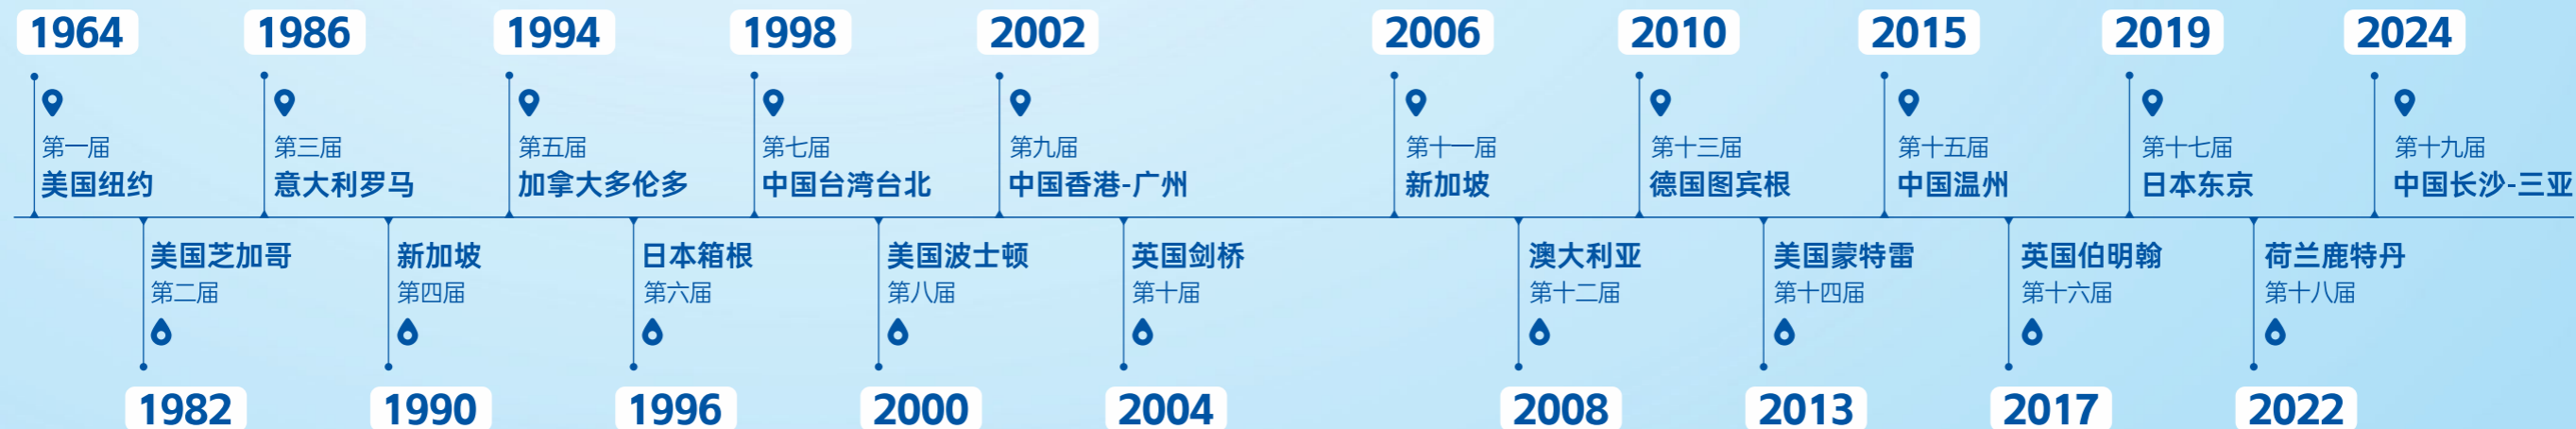 1964
第一届
美国纽约
1986
第三届
意大利罗马
1994
第五届
加拿大多伦多
1998
第七届
中国台湾台北
2002
第九届
中国香港-广州
2006
第十一届
新加坡
2010
第十三届
德国图宾根
2015
第十五届
中国温州
2019
第十七届
日本东京
2024
第十九届
中国长沙-三亚
美国芝加哥
第二届
1982
新加坡
第四届
1990
日本箱根
第六届
1996
美国波士顿
第八届
2000
英国剑桥
第十届
2004
澳大利亚
第十二届
2008
美国蒙特雷
第十四届
2013
英国伯明翰
第十六届
2017
荷兰鹿特丹
第十八届
2022